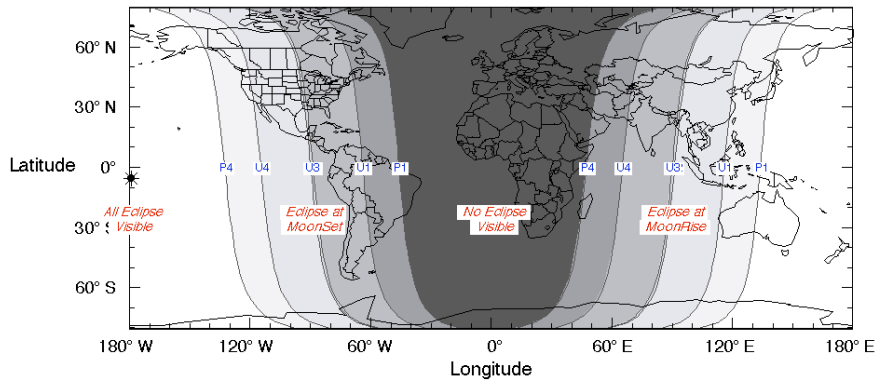 60° N
30° N
Latitude
0°
30° S
60° S
P4
U4
U3
U1
P1
P4
U4
U1
P1
All Eclipse
Visible
Eclipse at
MoonSet
No Eclipse
Visible
Eclipse at
MoonRise
180° W
120° W
60° W
0°
60° E
120° E
180° E
Longitude